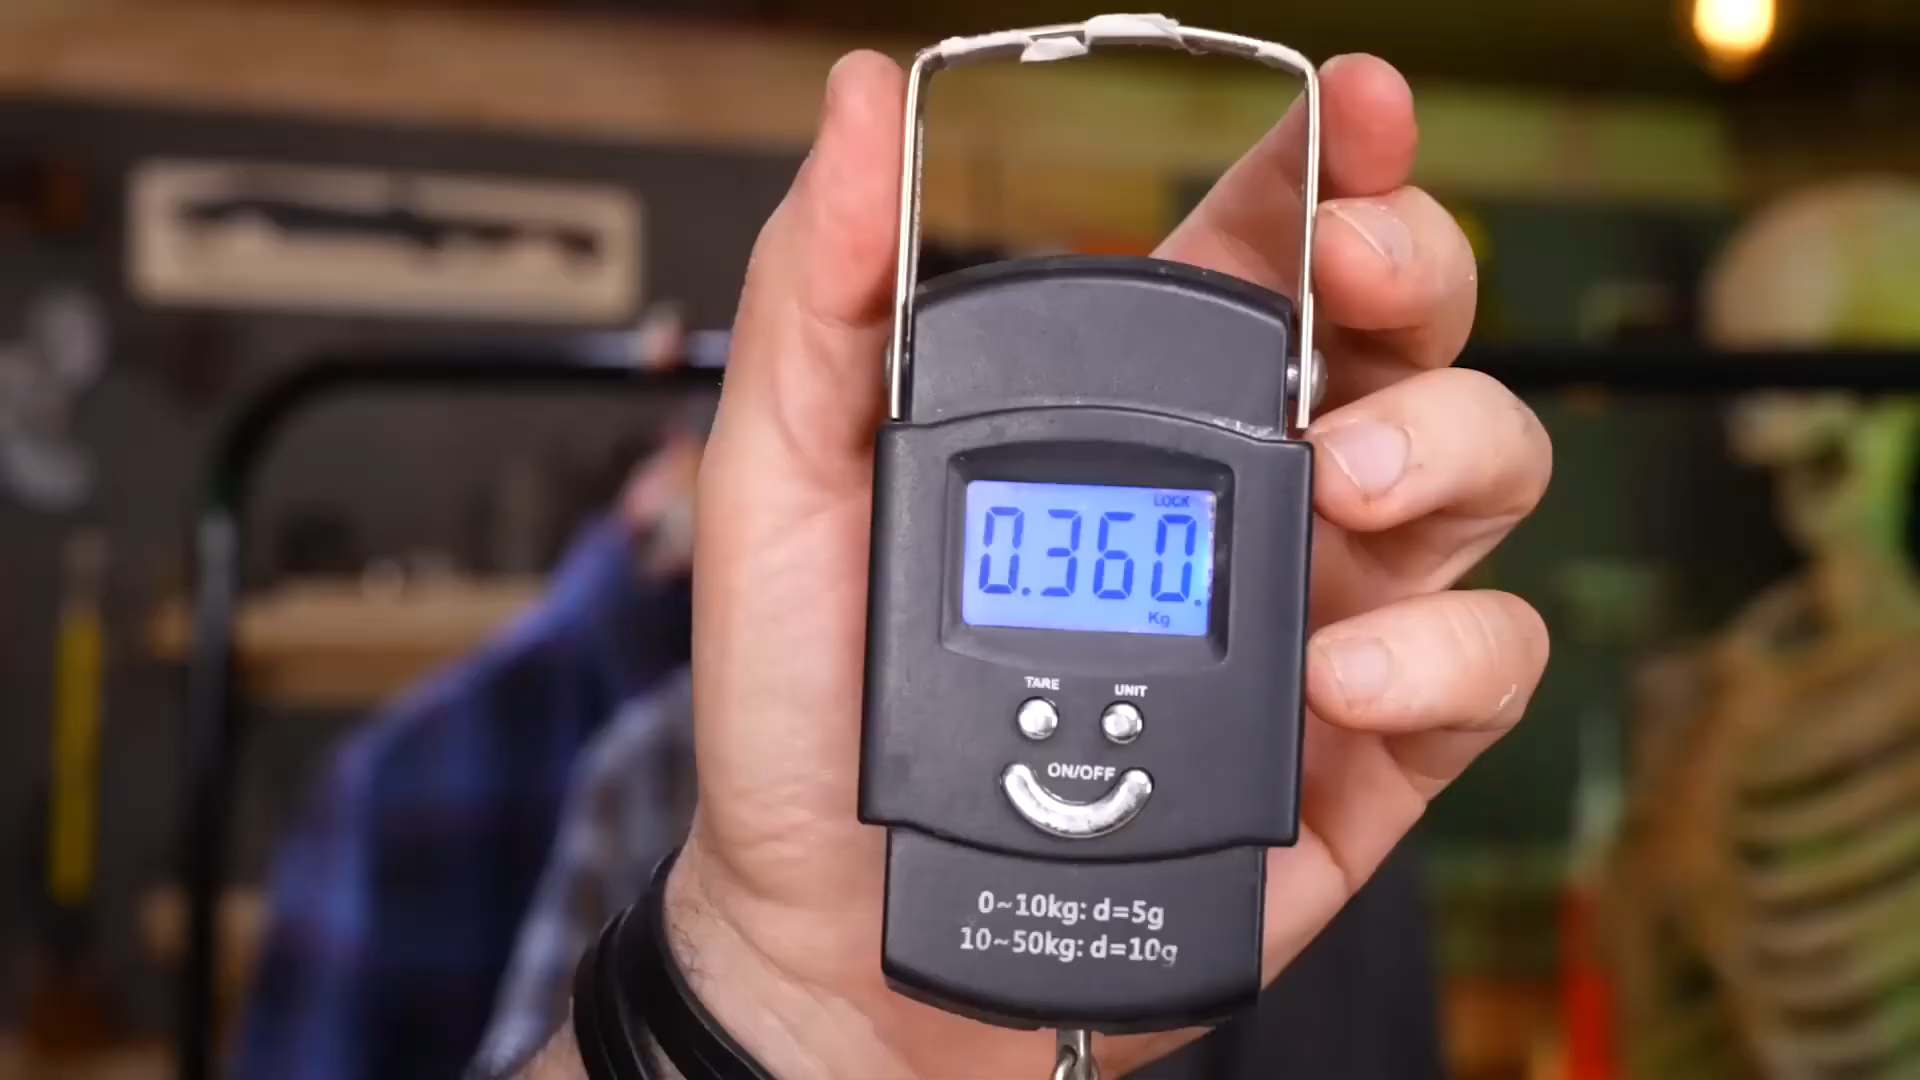 LOCK
0.360.
Kg
TARE UNIT
ON/OFF
0~10kg: d=5g
10~50kg: d=10g